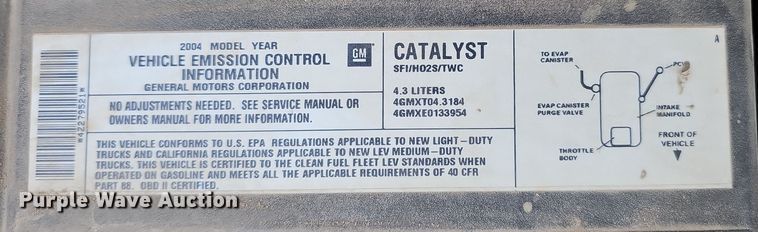 2004 MODEL YEAR
VEHICLE EMISSION CONTROL
INFORMATION
GENERAL MOTORS CORPORATION
GM
NO ADJUSTMENTS NEEDED. SEE SERVICE MANUAL OR
OWNERS MANUAL FOR MORE INFORMATION.
CATALYST
SFI/HO2S/TWC
4.3 LITERS
4GMXT04.3184
4GMXE0133954
THIS VEHICLE CONFORMS TO U.S. EPA REGULATIONS APPLICABLE TO NEW LIGHT-DUTY
TRUCKS AND CALIFORNIA REGULATIONS APPLICABLE TO NEW LEV MEDIUM-DUTY
TRUCKS. THIS VEHICLE IS CERTIFIED TO THE CLEAN FUEL FLEET LEV STANDARDS WHEN
OPERATED ON GASOLINE AND MEETS ALL THE APPLICABLE REQUIREMENTS OF 40 CFR
PART 88. OBD II CERTIFIED.
*42279521*
A
TO EVAP
CANISTER
PCV
EVAP CANISTER
PURGE VALVE
INTAKE
MANIFOLD
THROTTLE
BODY
FRONT OF
VEHICLE
Purple Wave Auction